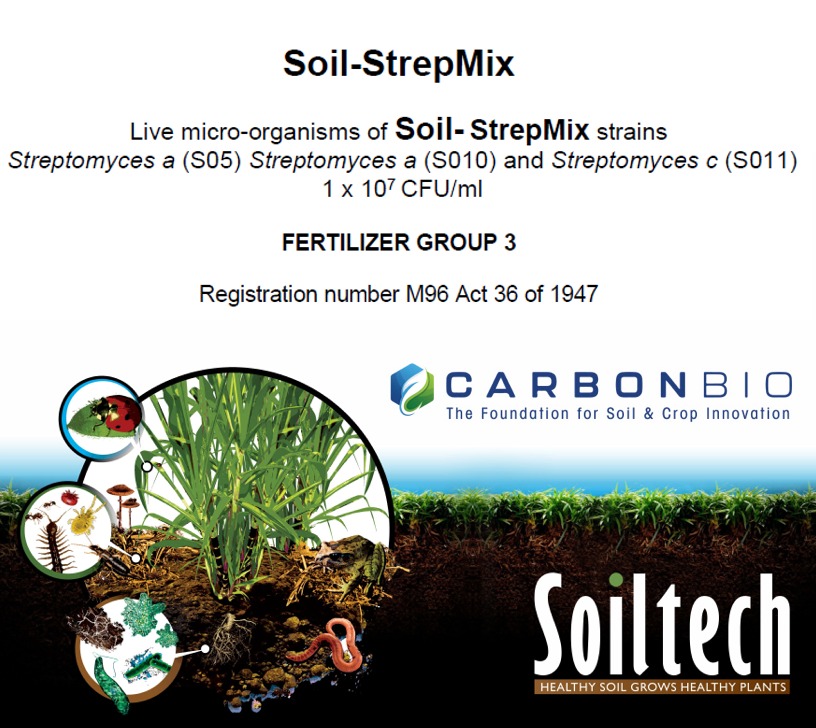 Soil-StrepMix
Live micro-organisms of Soil- StrepMix strains
Streptomyces a (S05) Streptomyces a (S010) and Streptomyces c (S011)
1 x 10⁷ CFU/ml
FERTILIZER GROUP 3
Registration number M96 Act 36 of 1947
CARBONBIO
The Foundation for Soil & Crop Innovation
Soiltech
HEALTHY SOIL GROWS HEALTHY PLANTS